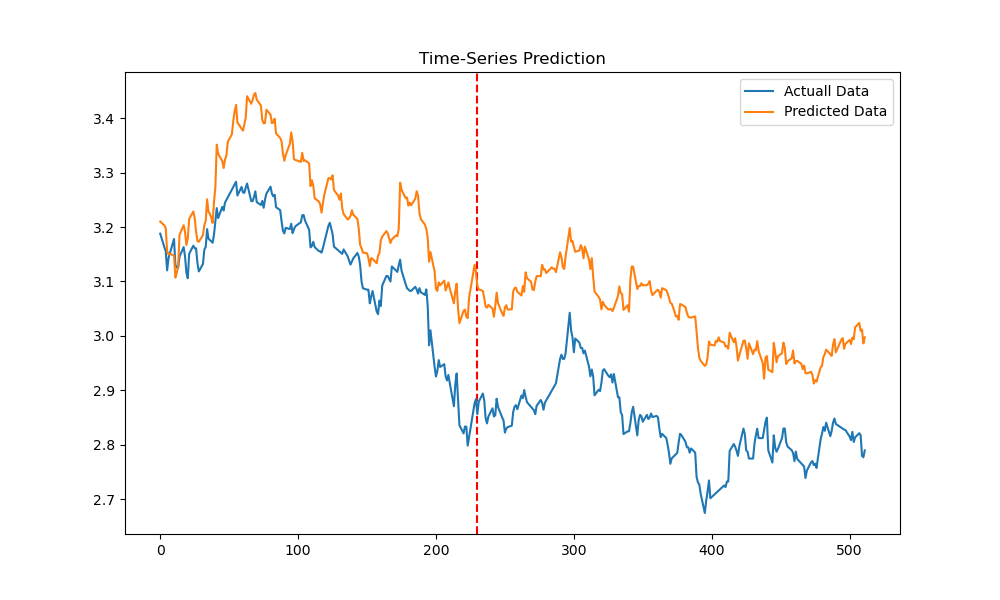 Time-Series Prediction
Actuall Data
Predicted Data
3.4
3.3
3.2
3.1
3.0
2.9
2.8
2.7
0 100 200 300 400 500